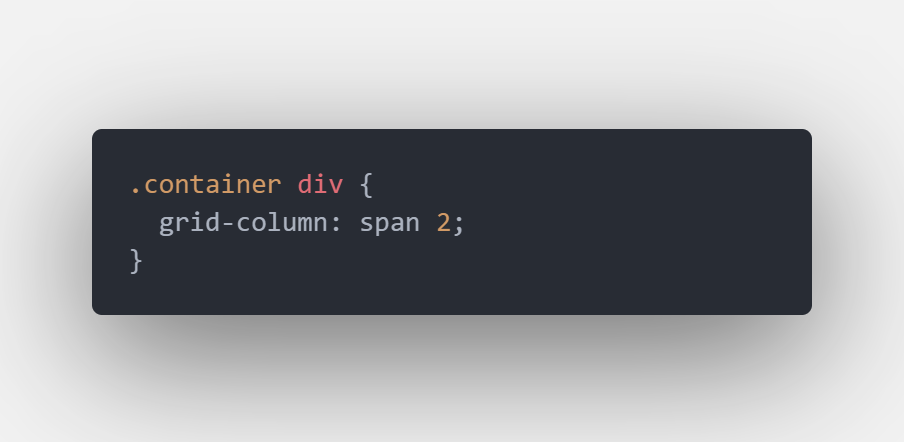 .container div {
  grid-column: span 2;
}